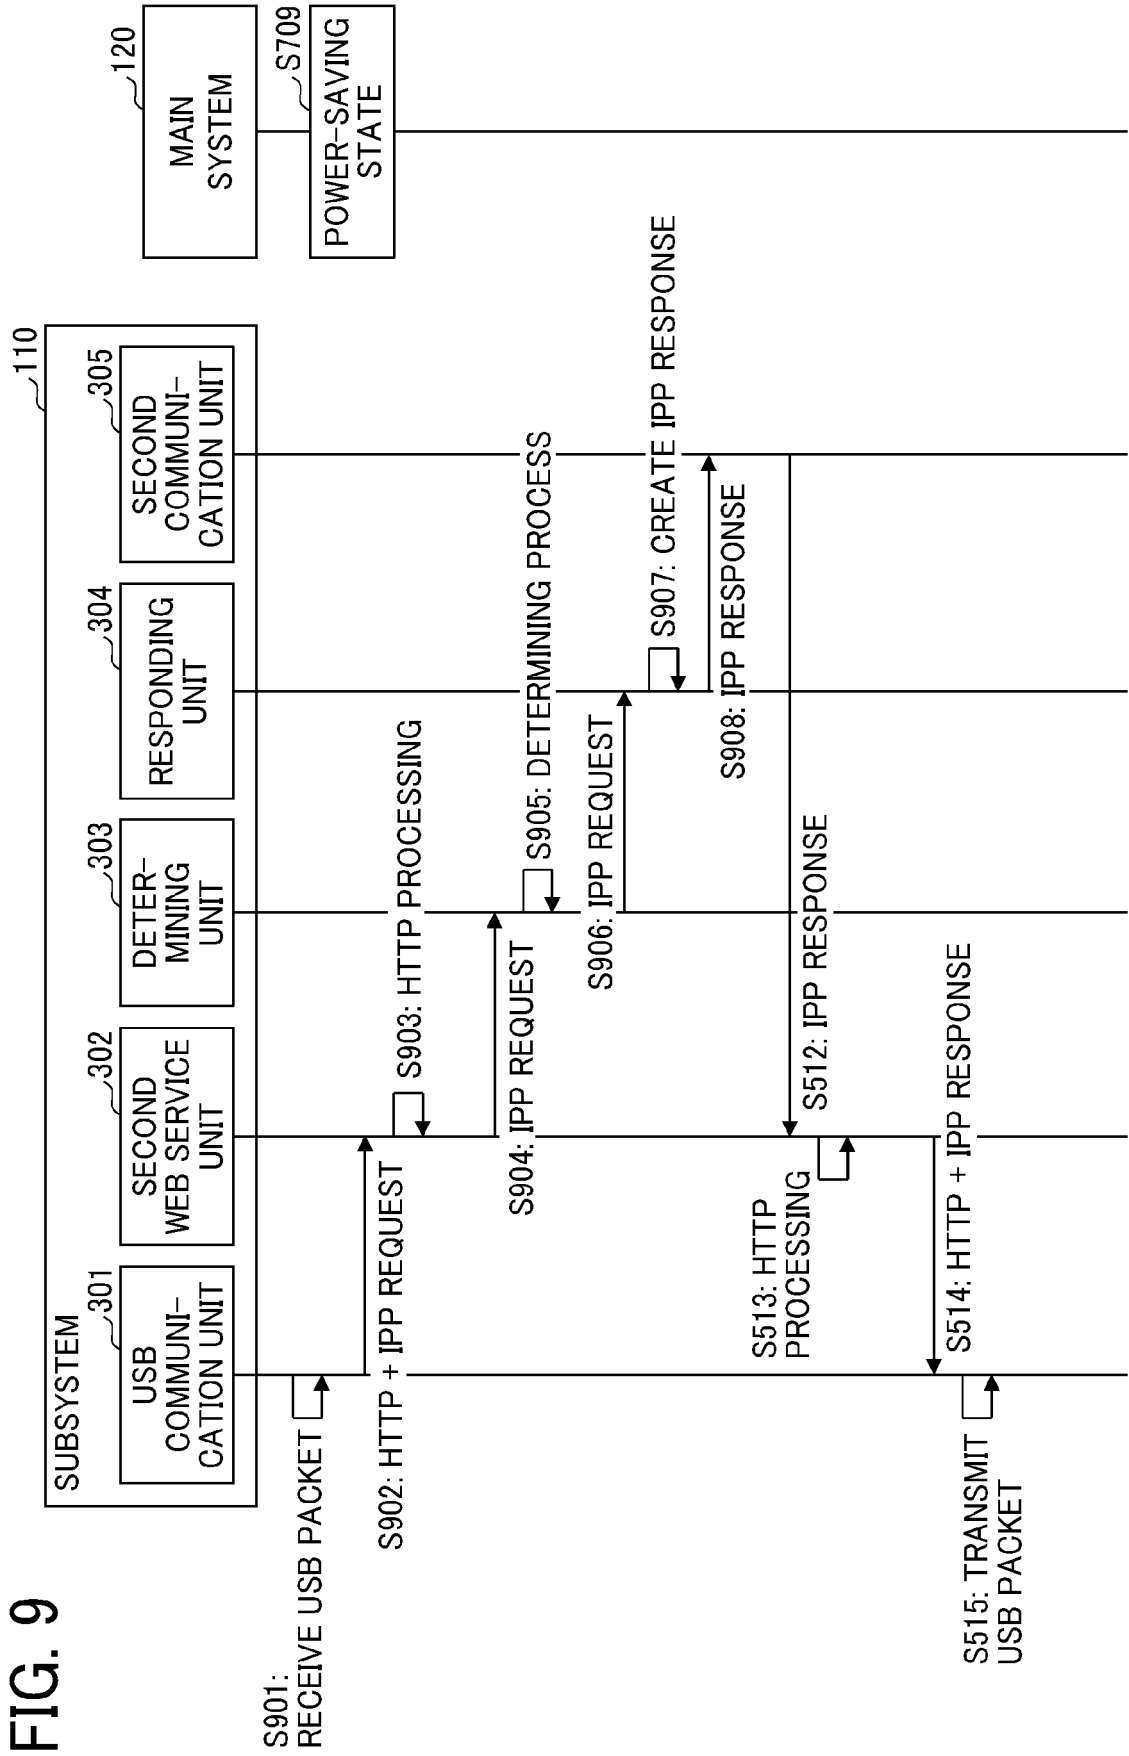 FIG. 9
SUBSYSTEM
110
301
USB
COMMUNI-
CATION UNIT
302
SECOND
WEB SERVICE
UNIT
303
DETER-
MINING
UNIT
304
RESPONDING
UNIT
305
SECOND
COMMUNI-
CATION UNIT
120
MAIN
SYSTEM
S709
POWER-SAVING
STATE
S901:
RECEIVE USB PACKET
S902: HTTP + IPP REQUEST
S903: HTTP PROCESSING
S904: IPP REQUEST
S905: DETERMINING PROCESS
S906: IPP REQUEST
S907: CREATE IPP RESPONSE
S908: IPP RESPONSE
S512: IPP RESPONSE
S513: HTTP
PROCESSING
S514: HTTP + IPP RESPONSE
S515: TRANSMIT
USB PACKET